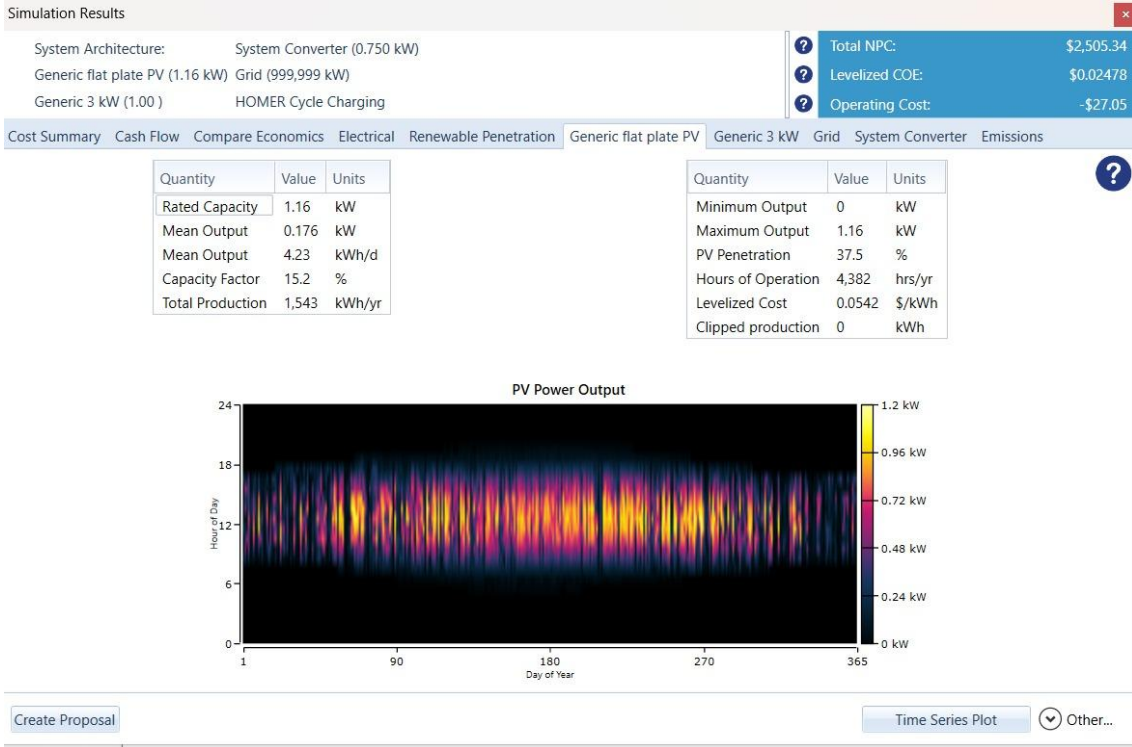 Simulation Results
×
System Architecture: System Converter (0.750 kW)
Generic flat plate PV (1.16 kW) Grid (999,999 kW)
Generic 3 kW (1.00 ) HOMER Cycle Charging
? Total NPC: $2,505.34
? Levelized COE: $0.02478
? Operating Cost: -$27.05
Cost Summary Cash Flow Compare Economics Electrical Renewable Penetration Generic flat plate PV Generic 3 kW Grid System Converter Emissions
?
Quantity Value Units
Rated Capacity 1.16 kW
Mean Output 0.176 kW
Mean Output 4.23 kWh/d
Capacity Factor 15.2 %
Total Production 1,543 kWh/yr
Quantity Value Units
Minimum Output 0 kW
Maximum Output 1.16 kW
PV Penetration 37.5 %
Hours of Operation 4,382 hrs/yr
Levelized Cost 0.0542 $/kWh
Clipped production 0 kWh
PV Power Output
24
18
12
6
0
Hour of Day
1 90 180 270 365
Day of Year
1.2 kW
0.96 kW
0.72 kW
0.48 kW
0.24 kW
0 kW
Create Proposal Time Series Plot Other...